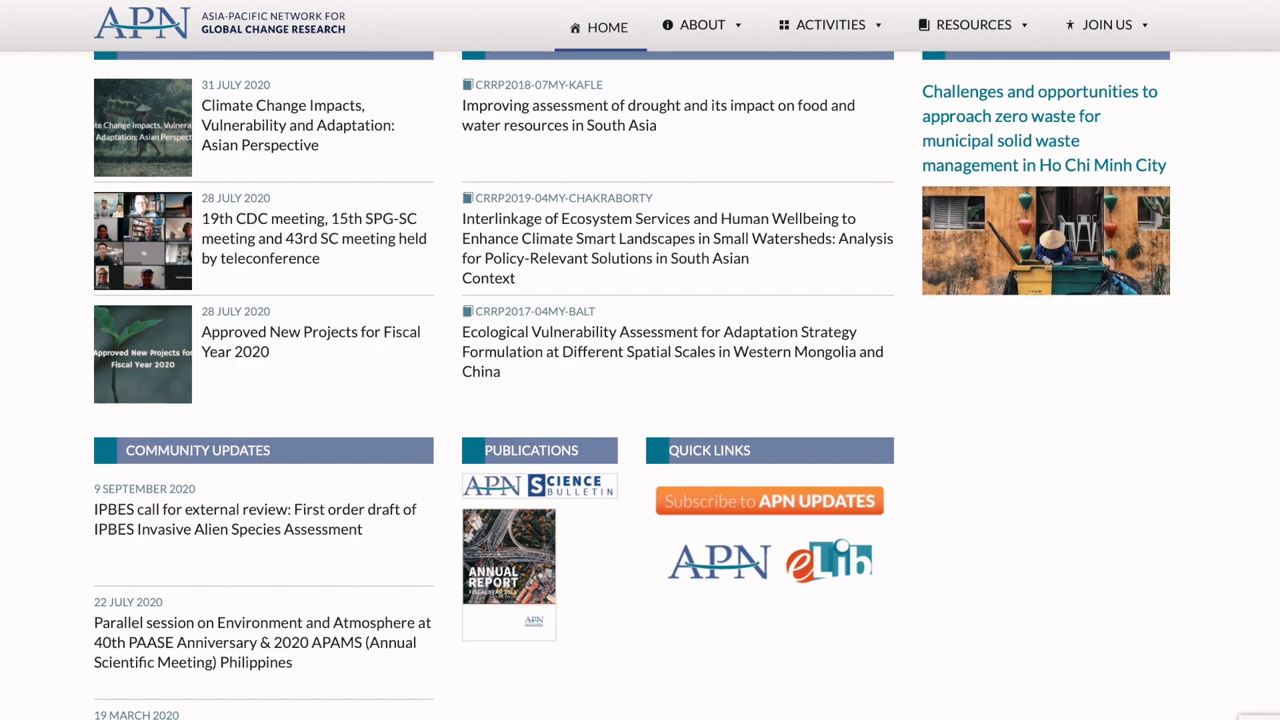 APN
ASIA-PACIFIC NETWORK FOR
GLOBAL CHANGE RESEARCH
HOME
ABOUT
ACTIVITIES
RESOURCES
JOIN US
31 JULY 2020
Climate Change Impacts,
Vulnerability and Adaptation:
Asian Perspective
te Change Impacts, Vulnera
Adaptation: Asian Perspect
28 JULY 2020
19th CDC meeting, 15th SPG-SC
meeting and 43rd SC meeting held
by teleconference
28 JULY 2020
Approved New Projects for Fiscal
Year 2020
Approved New Projects for
Fiscal Year 2020
CRRP2018-07MY-KAFLE
Improving assessment of drought and its impact on food and
water resources in South Asia
CRRP2019-04MY-CHAKRABORTY
Interlinkage of Ecosystem Services and Human Wellbeing to
Enhance Climate Smart Landscapes in Small Watersheds: Analysis
for Policy-Relevant Solutions in South Asian
Context
CRRP2017-04MY-BALT
Ecological Vulnerability Assessment for Adaptation Strategy
Formulation at Different Spatial Scales in Western Mongolia and
China
Challenges and opportunities to
approach zero waste for
municipal solid waste
management in Ho Chi Minh City
COMMUNITY UPDATES
9 SEPTEMBER 2020
IPBES call for external review: First order draft of
IPBES Invasive Alien Species Assessment
22 JULY 2020
Parallel session on Environment and Atmosphere at
40th PAASE Anniversary & 2020 APAMS (Annual
Scientific Meeting) Philippines
19 MARCH 2020
PUBLICATIONS
APN SCIENCE
BULLETIN
ANNUAL
REPORT
APN
QUICK LINKS
Subscribe to APN UPDATES
APN eLib